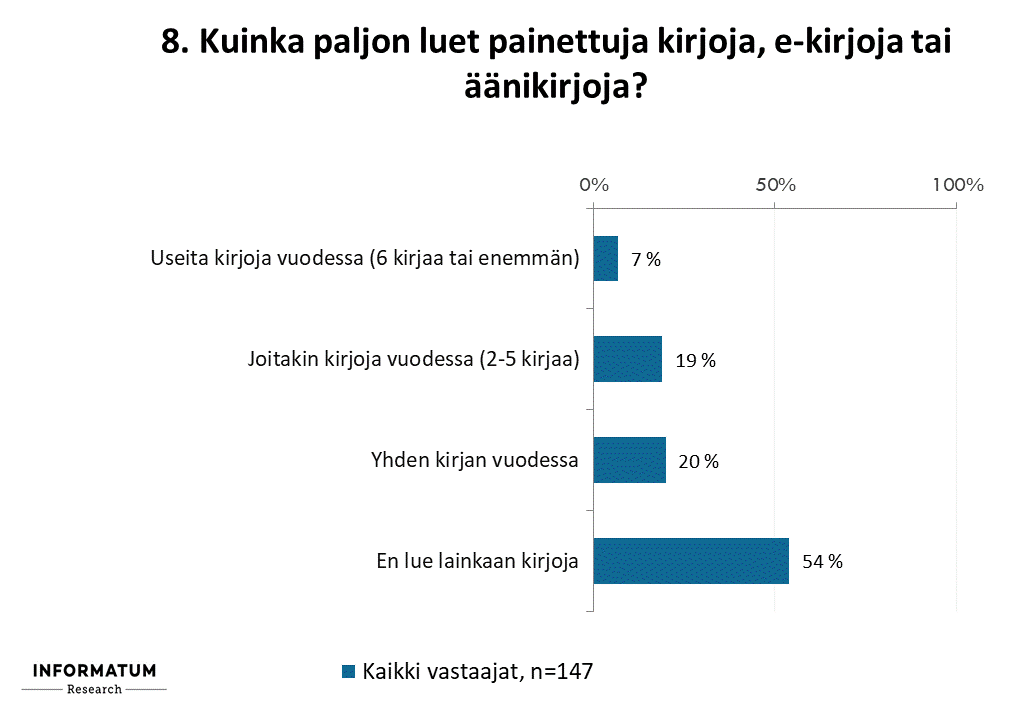 8. Kuinka paljon luet painettuja kirjoja, e-kirjoja tai
äänikirjoja?
0% 50% 100%
Useita kirjoja vuodessa (6 kirjaa tai enemmän) 7 %
Joitakin kirjoja vuodessa (2-5 kirjaa) 19 %
Yhden kirjan vuodessa 20 %
En lue lainkaan kirjoja 54 %
Kaikki vastaajat, n=147
INFORMATUM
Research